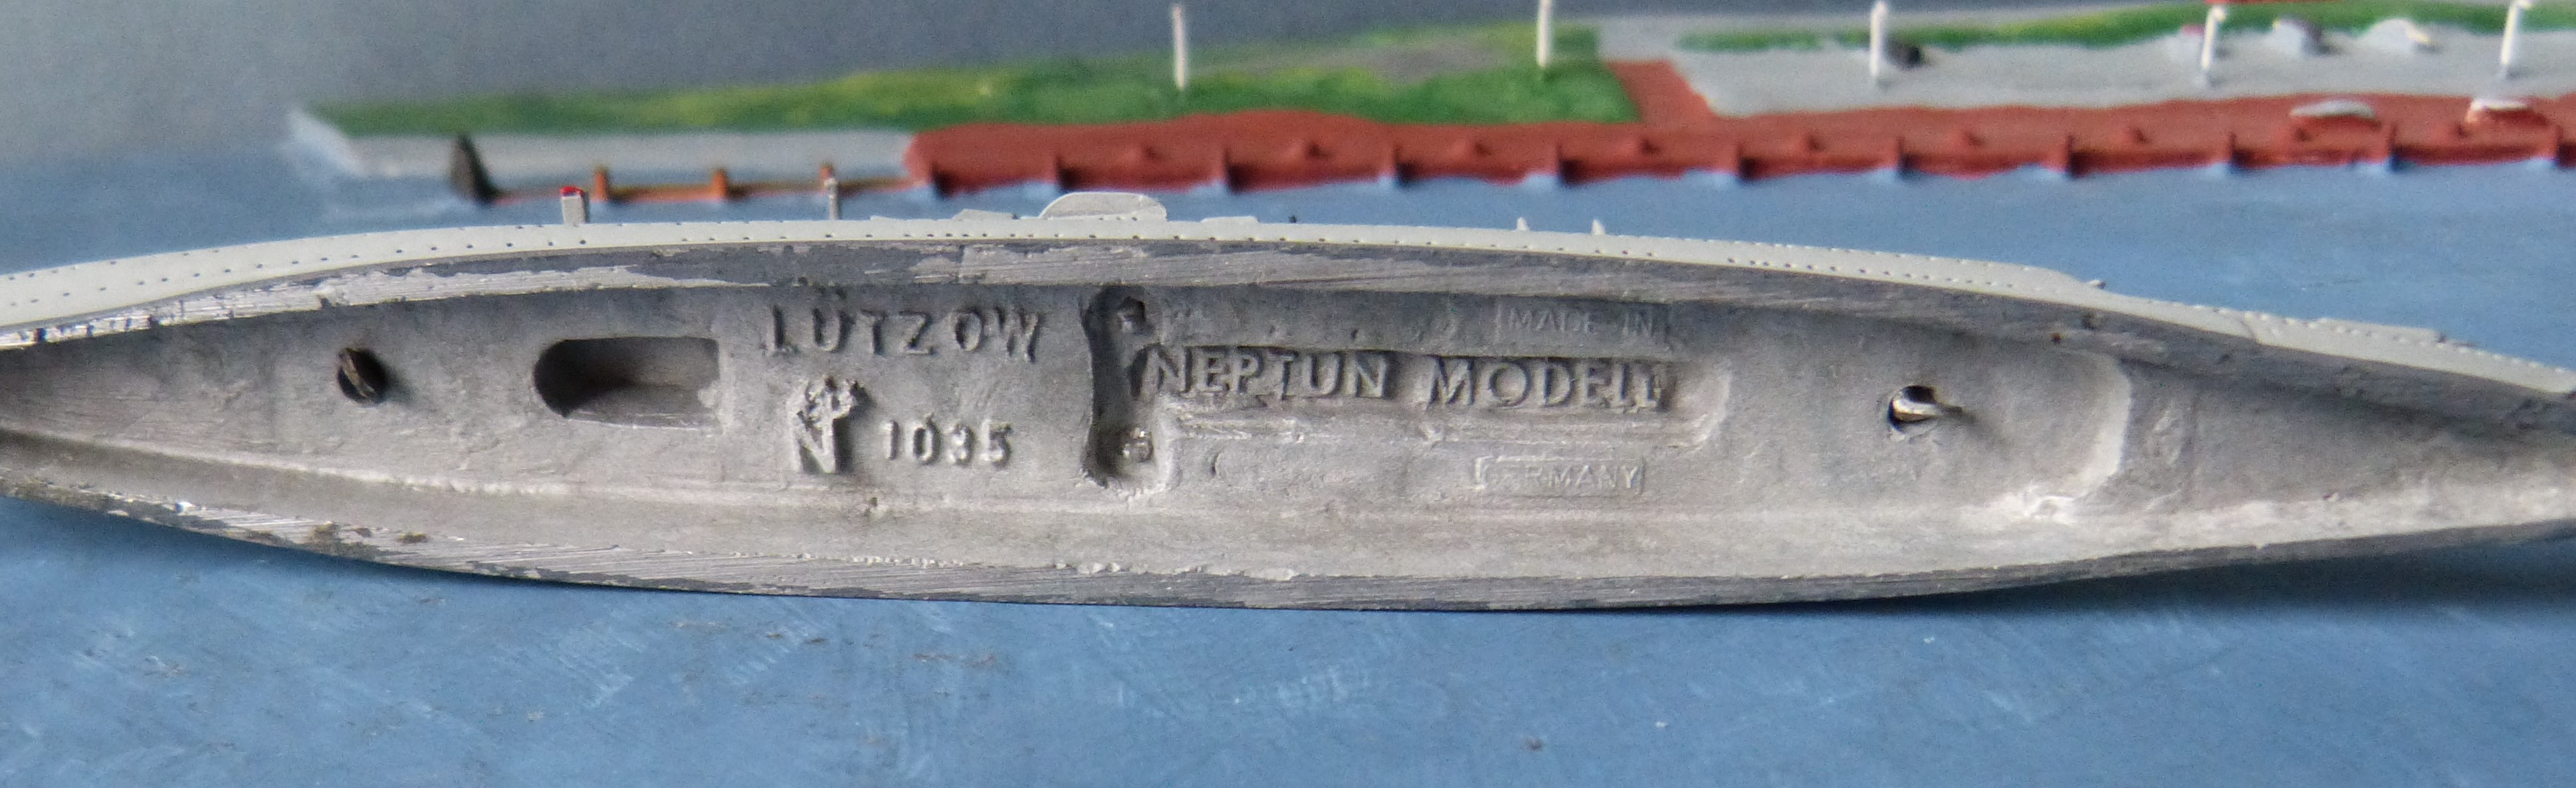 LÜTZOW
N 1035
MADE IN
NEPTUN MODELL
GERMANY